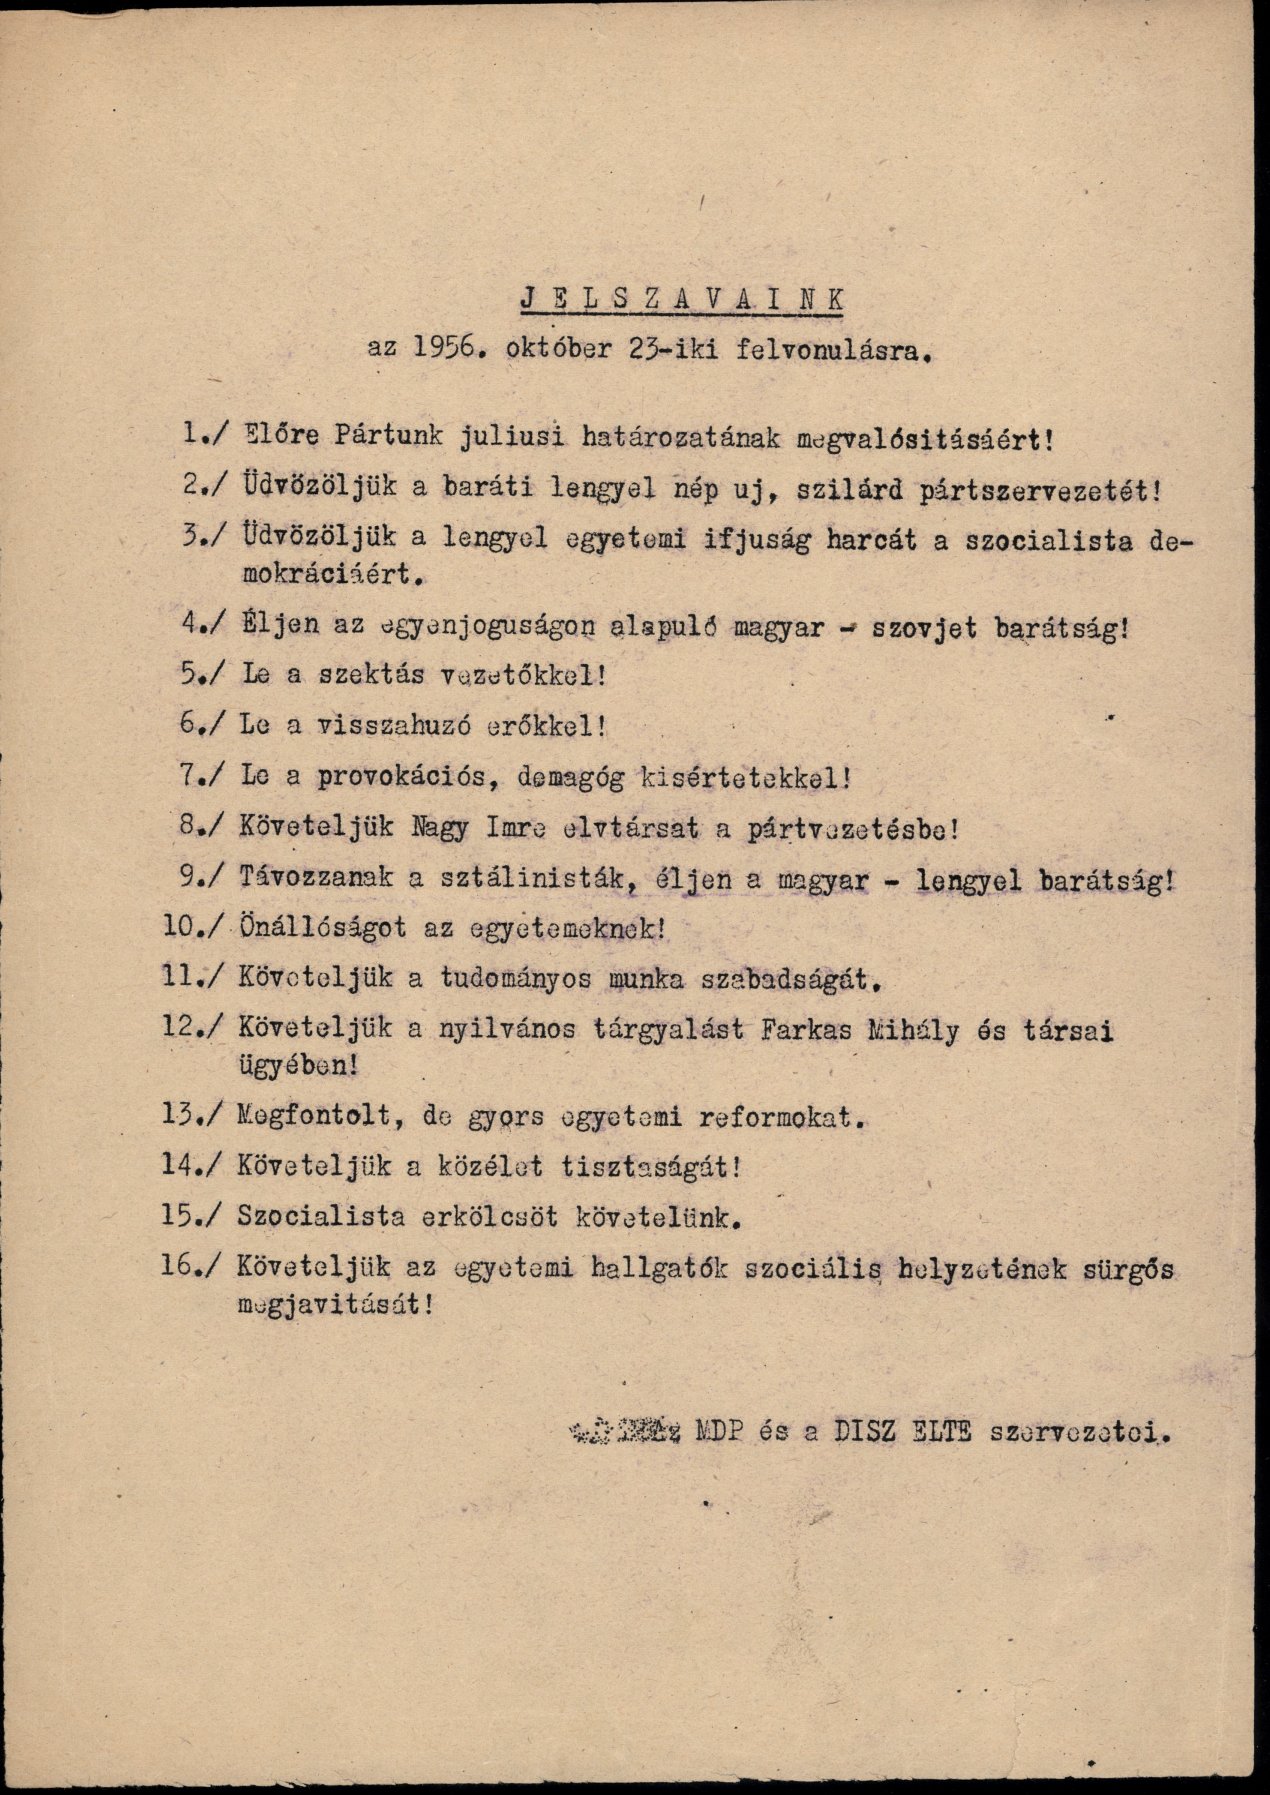 JELSZAVAINK
az 1956. október 23-iki felvonulásra.
1./ Előre Pártunk juliusi határozatának megvalósitásáért!
2./ Üdvözöljük a baráti lengyel nép uj, szilárd pártszervezetét!
3./ Üdvözöljük a lengyel egyetemi ifjuság harcát a szocialista de-
mokráciáért.
4./ Éljen az egyenjoguságon alapuló magyar - szovjet barátság!
5./ Le a szektás vezetőkkel!
6./ Le a visszahuzó erőkkel!
7./ Le a provokációs, demagóg kisértetekkel!
8./ Követeljük Nagy Imre elvtársat a pártvezetésbe!
9./ Távozzanak a sztálinisták, éljen a magyar - lengyel barátság!
10./ Önállóságot az egyetemeknek!
11./ Követeljük a tudományos munka szabadságát.
12./ Követeljük a nyilvános tárgyalást Farkas Mihály és társai
ügyében!
13./ Megfontolt, de gyors egyetemi reformokat.
14./ Követeljük a közélet tisztaságát!
15./ Szocialista erkölcsöt követelünk.
16./ Követeljük az egyetemi hallgatók szociális helyzetének sürgős
megjavitását!
Az MDP és a DISZ ELTE szervezetei.